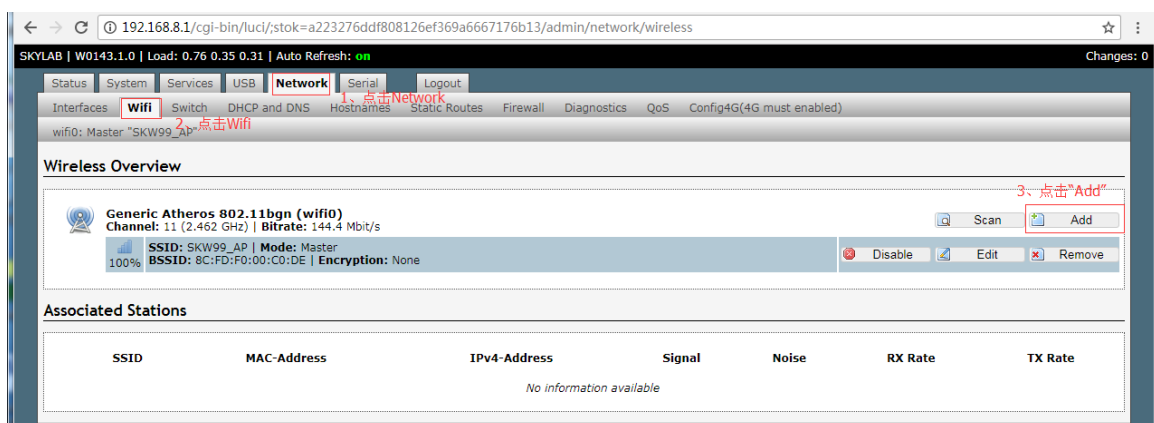 192.168.8.1/cgi-bin/luci/;stok=a223276ddf808126ef369a6667176b13/admin/network/wireless
SKYLAB | W0143.1.0 | Load: 0.76 0.35 0.31 | Auto Refresh: on Changes: 0
Status System Services USB Network Serial Logout
1、点击Network
Interfaces Wifi Switch DHCP and DNS Hostnames Static Routes Firewall Diagnostics QoS Config4G(4G must enabled)
2、点击Wifi
wifi0: Master "SKW99_AP"
Wireless Overview
3、点击“Add”
Generic Atheros 802.11bgn (wifi0)
Channel: 11 (2.462 GHz) | Bitrate: 144.4 Mbit/s
Scan Add
SSID: SKW99_AP | Mode: Master
100% BSSID: 8C:FD:F0:00:C0:DE | Encryption: None
Disable Edit Remove
Associated Stations
SSID MAC-Address IPv4-Address Signal Noise RX Rate TX Rate
No information available